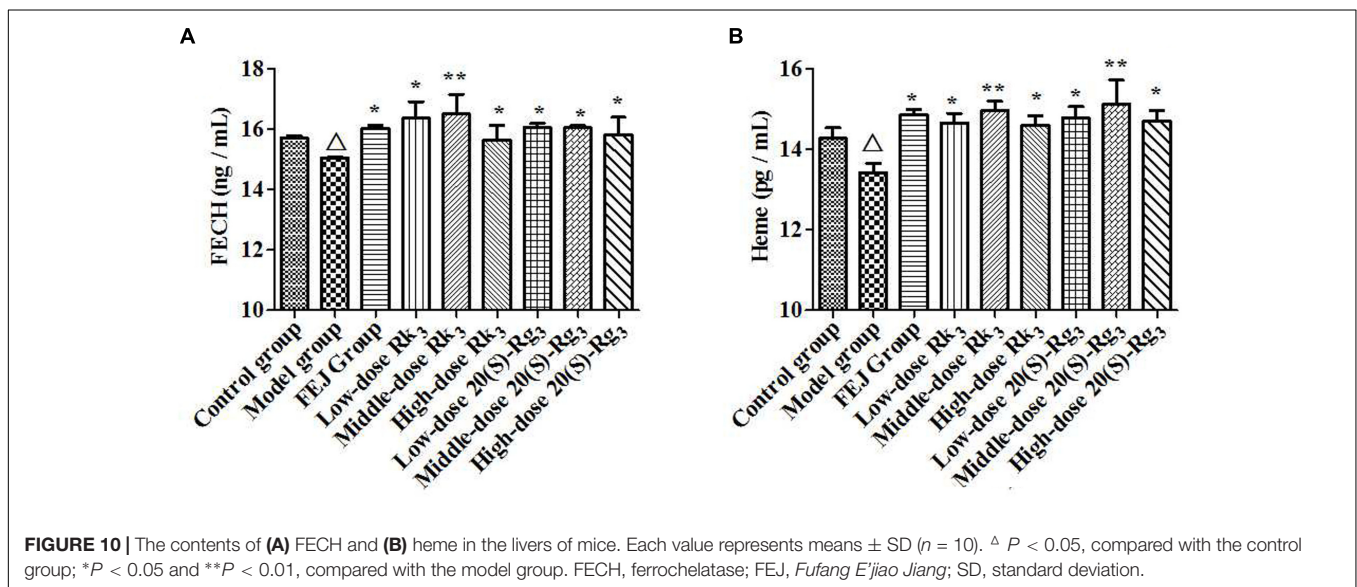 A
18
16
14
12
10
FECH (ng / mL)
△
*
*
**
*
*
*
*
Control group
Model group
FEJ Group
Low-dose Rk3
Middle-dose Rk3
High-dose Rk3
Low-dose 20(S)-Rg3
Middle-dose 20(S)-Rg3
High-dose 20(S)-Rg3
B
16
14
12
10
Heme (pg / mL)
△
*
*
**
*
*
**
*
Control group
Model group
FEJ Group
Low-dose Rk3
Middle-dose Rk3
High-dose Rk3
Low-dose 20(S)-Rg3
Middle-dose 20(S)-Rg3
High-dose 20(S)-Rg3
FIGURE 10 | The contents of (A) FECH and (B) heme in the livers of mice. Each value represents means ± SD (n = 10). △ P < 0.05, compared with the control
group; *P < 0.05 and **P < 0.01, compared with the model group. FECH, ferrochelatase; FEJ, Fufang E'jiao Jiang; SD, standard deviation.